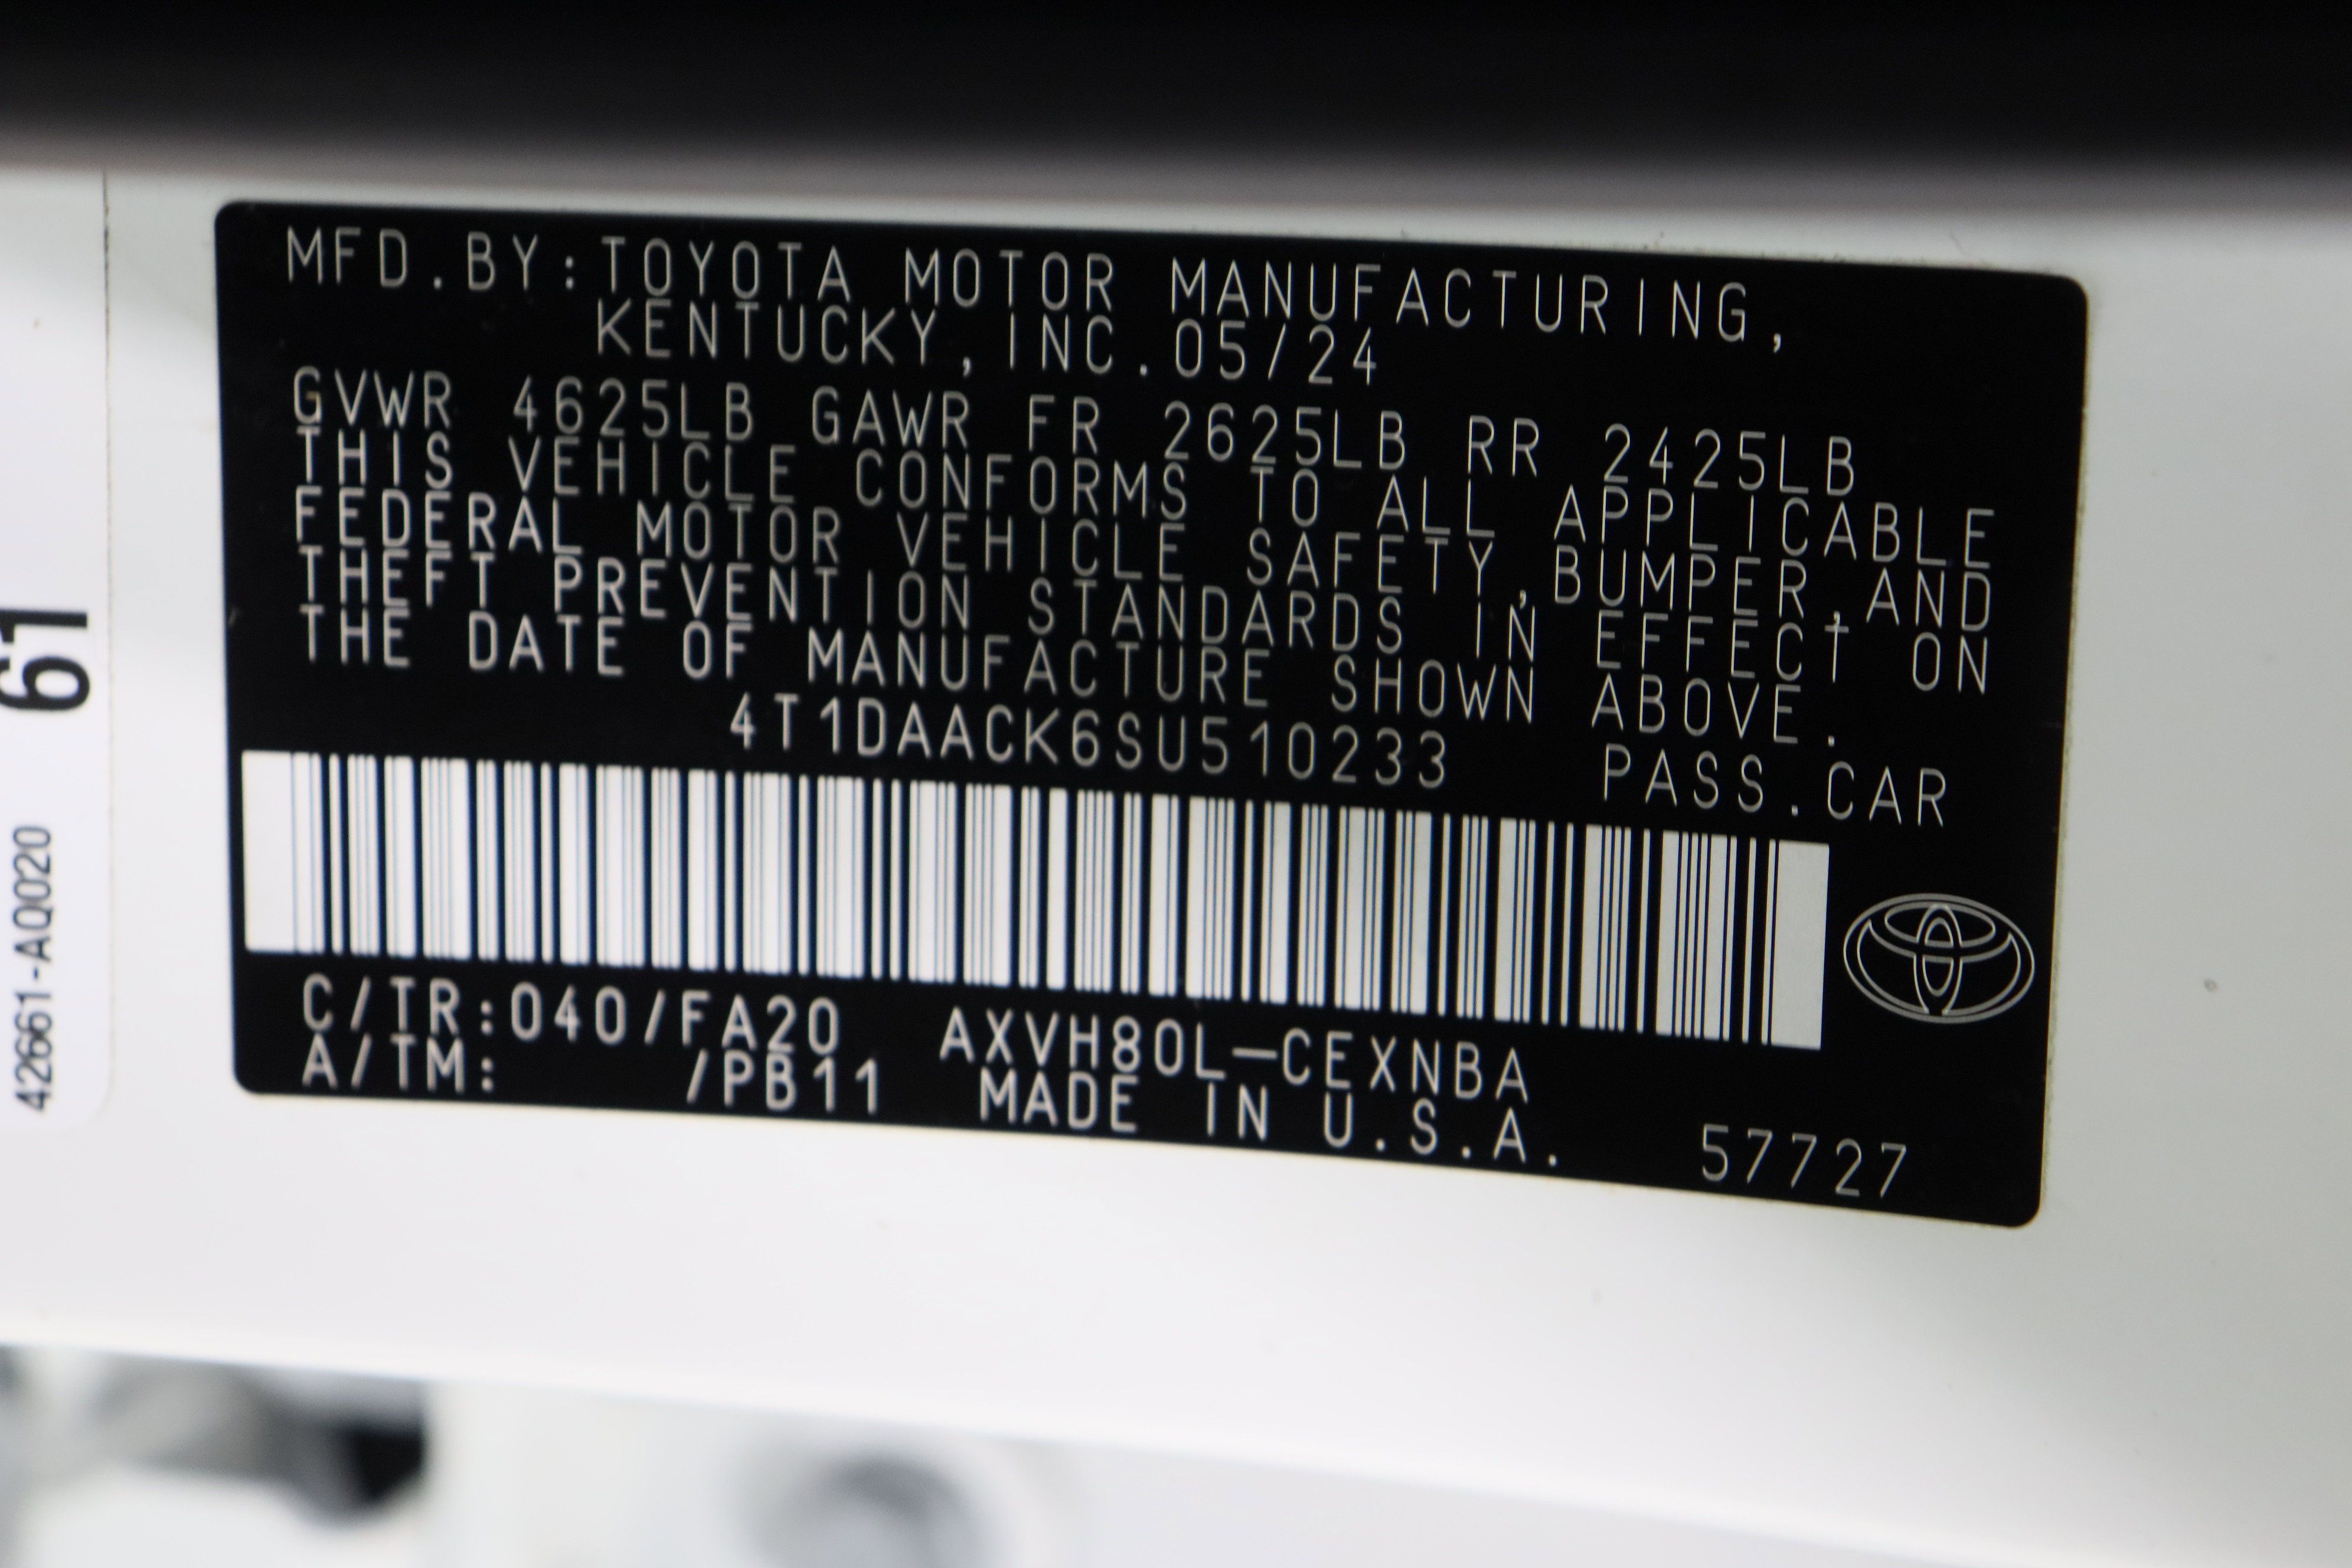 MFD.BY:TOYOTA MOTOR MANUFACTURING,
KENTUCKY,INC.05/24
GVWR 4625LB GAWR FR 2625LB RR 2425LB
THIS VEHICLE CONFORMS TO ALL APPLICABLE
FEDERAL MOTOR VEHICLE SAFETY,BUMPER,AND
THEFT PREVENTION STANDARDS IN EFFECT ON
THE DATE OF MANUFACTURE SHOWN ABOVE.
4T1DAACK6SU510233 PASS.CAR
C/TR:040/FA20 AXVH80L-CEXNBA
A/TM: /PB11 MADE IN U.S.A. 57727
42661-AQ020
61